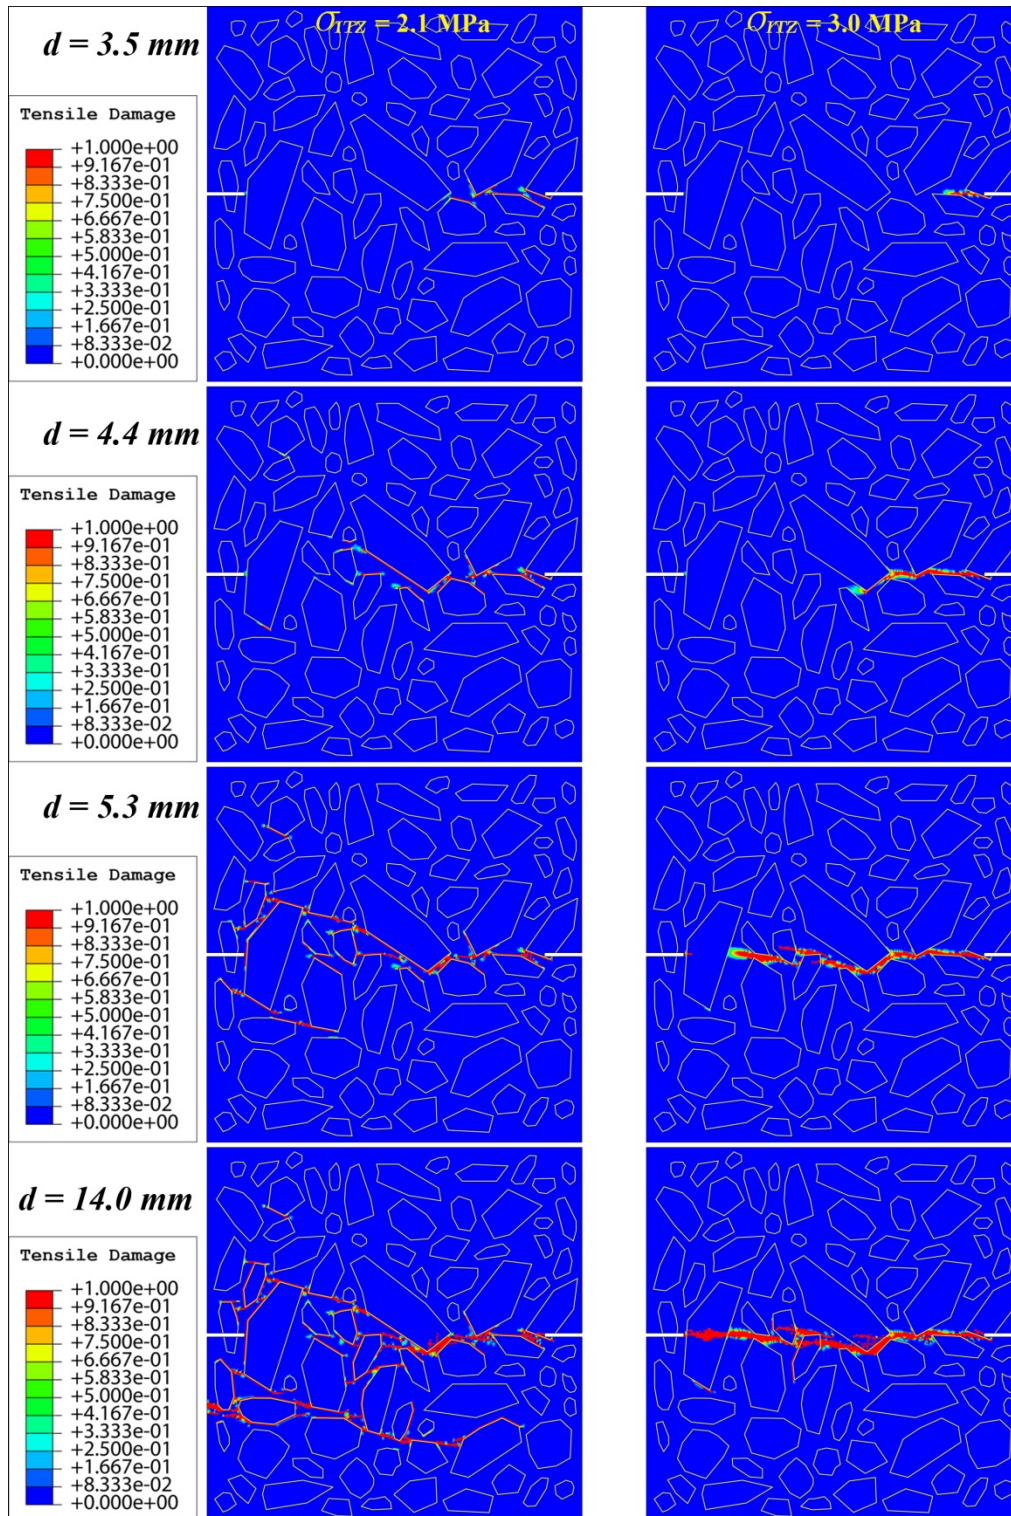 σITZ = 2.1 MPa
σITZ = 3.0 MPa
d = 3.5 mm
Tensile Damage
+1.000e+00
+9.167e-01
+8.333e-01
+7.500e-01
+6.667e-01
+5.833e-01
+5.000e-01
+4.167e-01
+3.333e-01
+2.500e-01
+1.667e-01
+8.333e-02
+0.000e+00
d = 4.4 mm
Tensile Damage
+1.000e+00
+9.167e-01
+8.333e-01
+7.500e-01
+6.667e-01
+5.833e-01
+5.000e-01
+4.167e-01
+3.333e-01
+2.500e-01
+1.667e-01
+8.333e-02
+0.000e+00
d = 5.3 mm
Tensile Damage
+1.000e+00
+9.167e-01
+8.333e-01
+7.500e-01
+6.667e-01
+5.833e-01
+5.000e-01
+4.167e-01
+3.333e-01
+2.500e-01
+1.667e-01
+8.333e-02
+0.000e+00
d = 14.0 mm
Tensile Damage
+1.000e+00
+9.167e-01
+8.333e-01
+7.500e-01
+6.667e-01
+5.833e-01
+5.000e-01
+4.167e-01
+3.333e-01
+2.500e-01
+1.667e-01
+8.333e-02
+0.000e+00